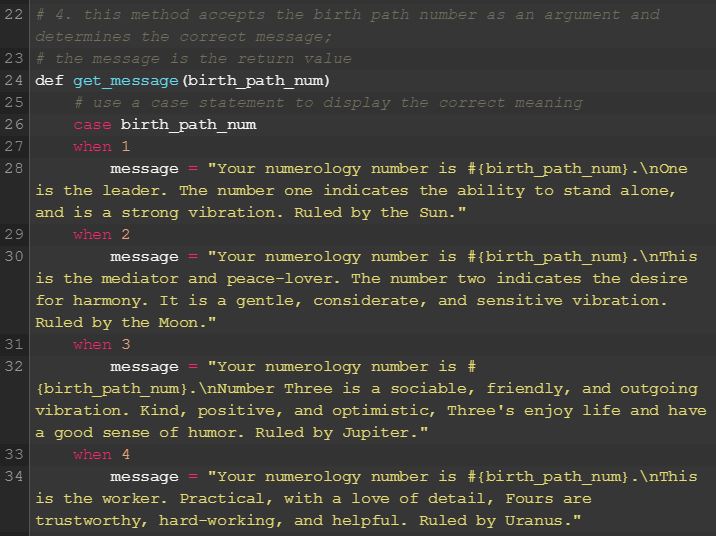 22 # 4. this method accepts the birth path number as an argument and
determines the correct message;
23 # the message is the return value
24 def get_message(birth_path_num)
25     # use a case statement to display the correct meaning
26     case birth_path_num
27     when 1
28         message = "Your numerology number is #{birth_path_num}.\nOne
is the leader. The number one indicates the ability to stand alone,
and is a strong vibration. Ruled by the Sun."
29     when 2
30         message = "Your numerology number is #{birth_path_num}.\nThis
is the mediator and peace-lover. The number two indicates the desire
for harmony. It is a gentle, considerate, and sensitive vibration.
Ruled by the Moon."
31     when 3
32         message = "Your numerology number is #
{birth_path_num}.\nNumber Three is a sociable, friendly, and outgoing
vibration. Kind, positive, and optimistic, Three's enjoy life and have
a good sense of humor. Ruled by Jupiter."
33     when 4
34         message = "Your numerology number is #{birth_path_num}.\nThis
is the worker. Practical, with a love of detail, Fours are
trustworthy, hard-working, and helpful. Ruled by Uranus."